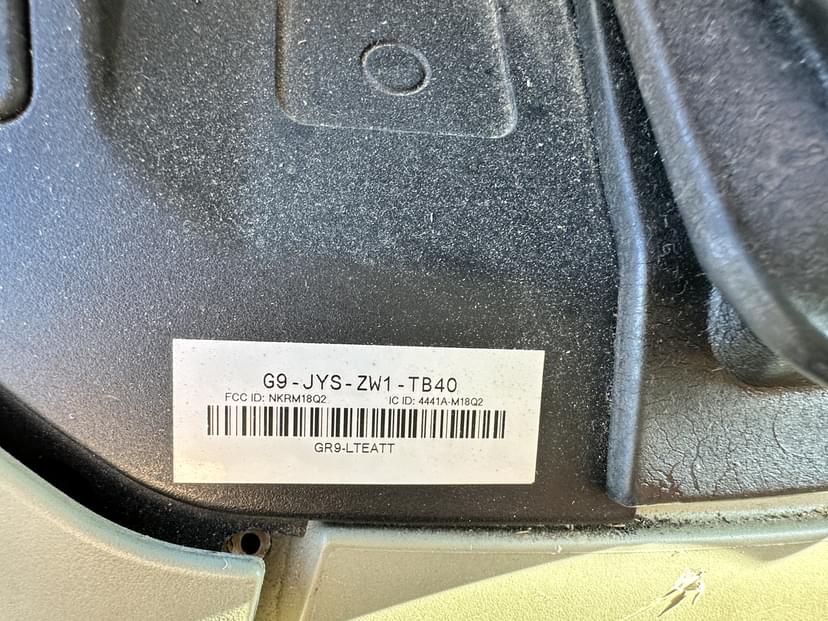 G9-JYS-ZW1-TB40
FCC ID: NKRM18Q2 IC ID: 4441A-M18Q2
GR9-LTEATT